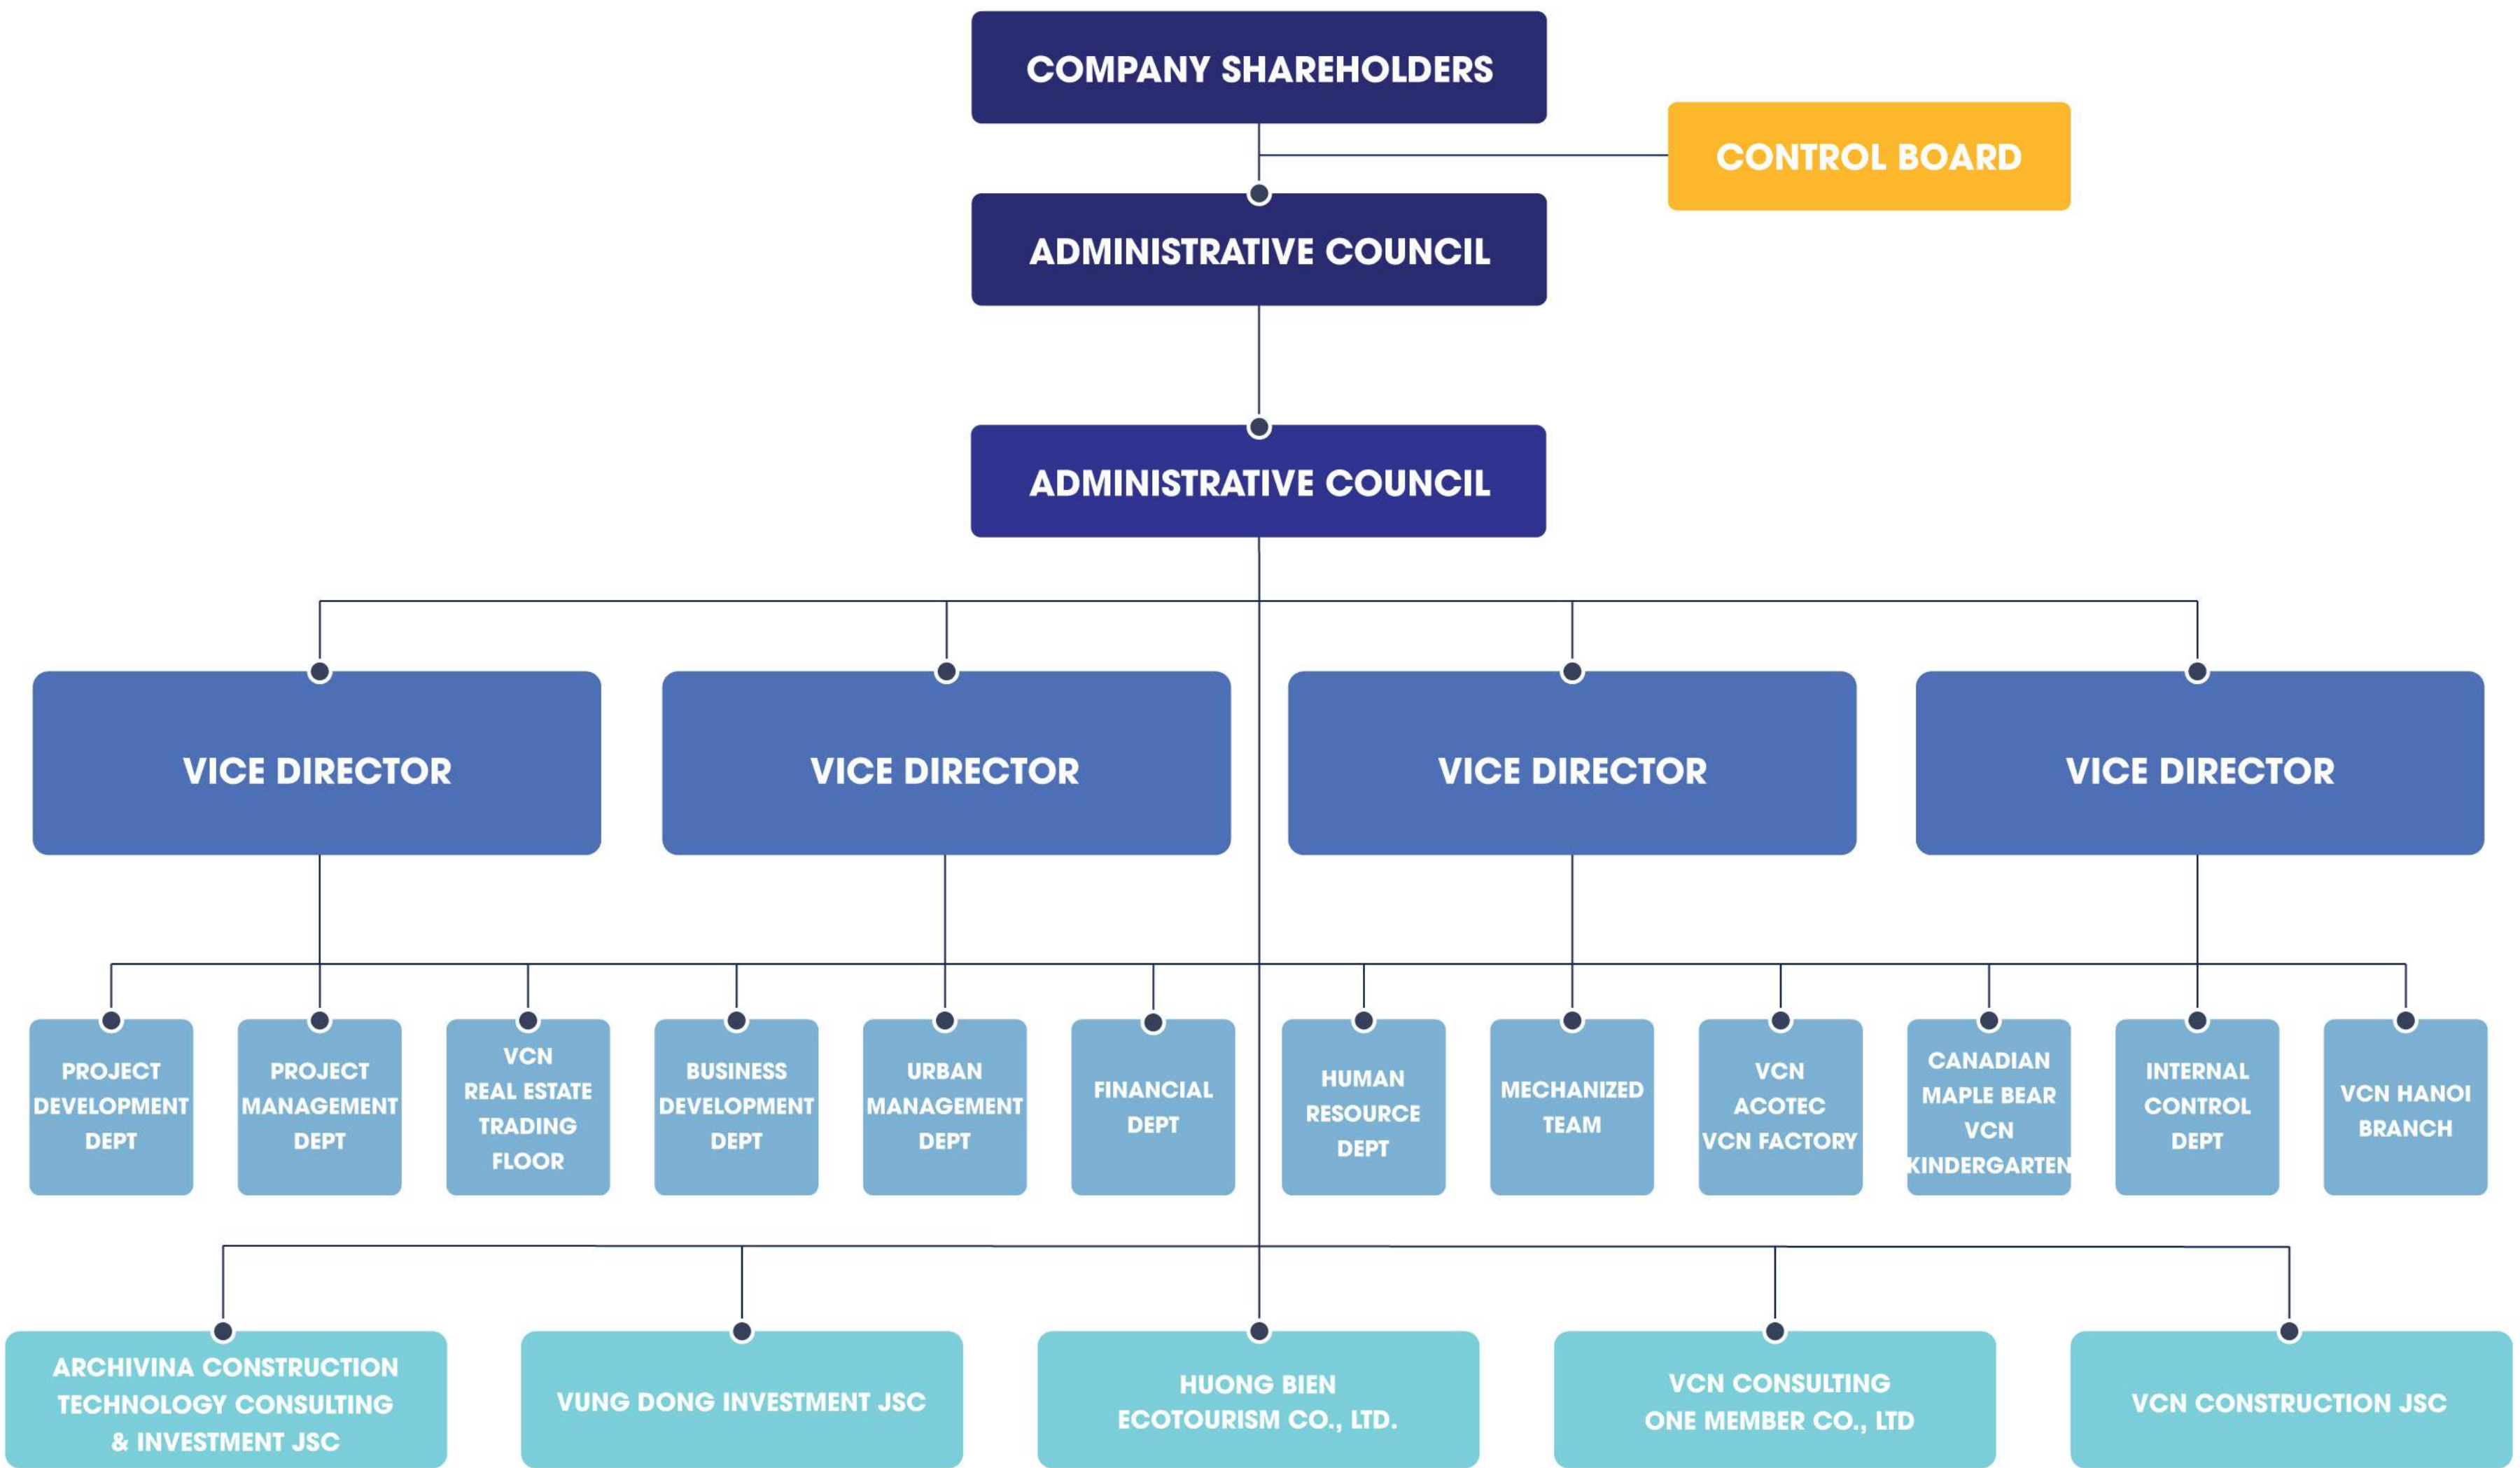 COMPANY SHAREHOLDERS
CONTROL BOARD
ADMINISTRATIVE COUNCIL
ADMINISTRATIVE COUNCIL
VICE DIRECTOR
VICE DIRECTOR
VICE DIRECTOR
VICE DIRECTOR
PROJECT
DEVELOPMENT
DEPT
PROJECT
MANAGEMENT
DEPT
VCN
REAL ESTATE
TRADING
FLOOR
BUSINESS
DEVELOPMENT
DEPT
URBAN
MANAGEMENT
DEPT
FINANCIAL
DEPT
HUMAN
RESOURCE
DEPT
MECHANIZED
TEAM
VCN
ACOTEC
VCN FACTORY
CANADIAN
MAPLE BEAR
VCN
KINDERGARTEN
INTERNAL
CONTROL
DEPT
VCN HANOI
BRANCH
ARCHIVINA CONSTRUCTION
TECHNOLOGY CONSULTING
& INVESTMENT JSC
VUNG DONG INVESTMENT JSC
HUONG BIEN
ECOTOURISM CO., LTD.
VCN CONSULTING
ONE MEMBER CO., LTD
VCN CONSTRUCTION JSC